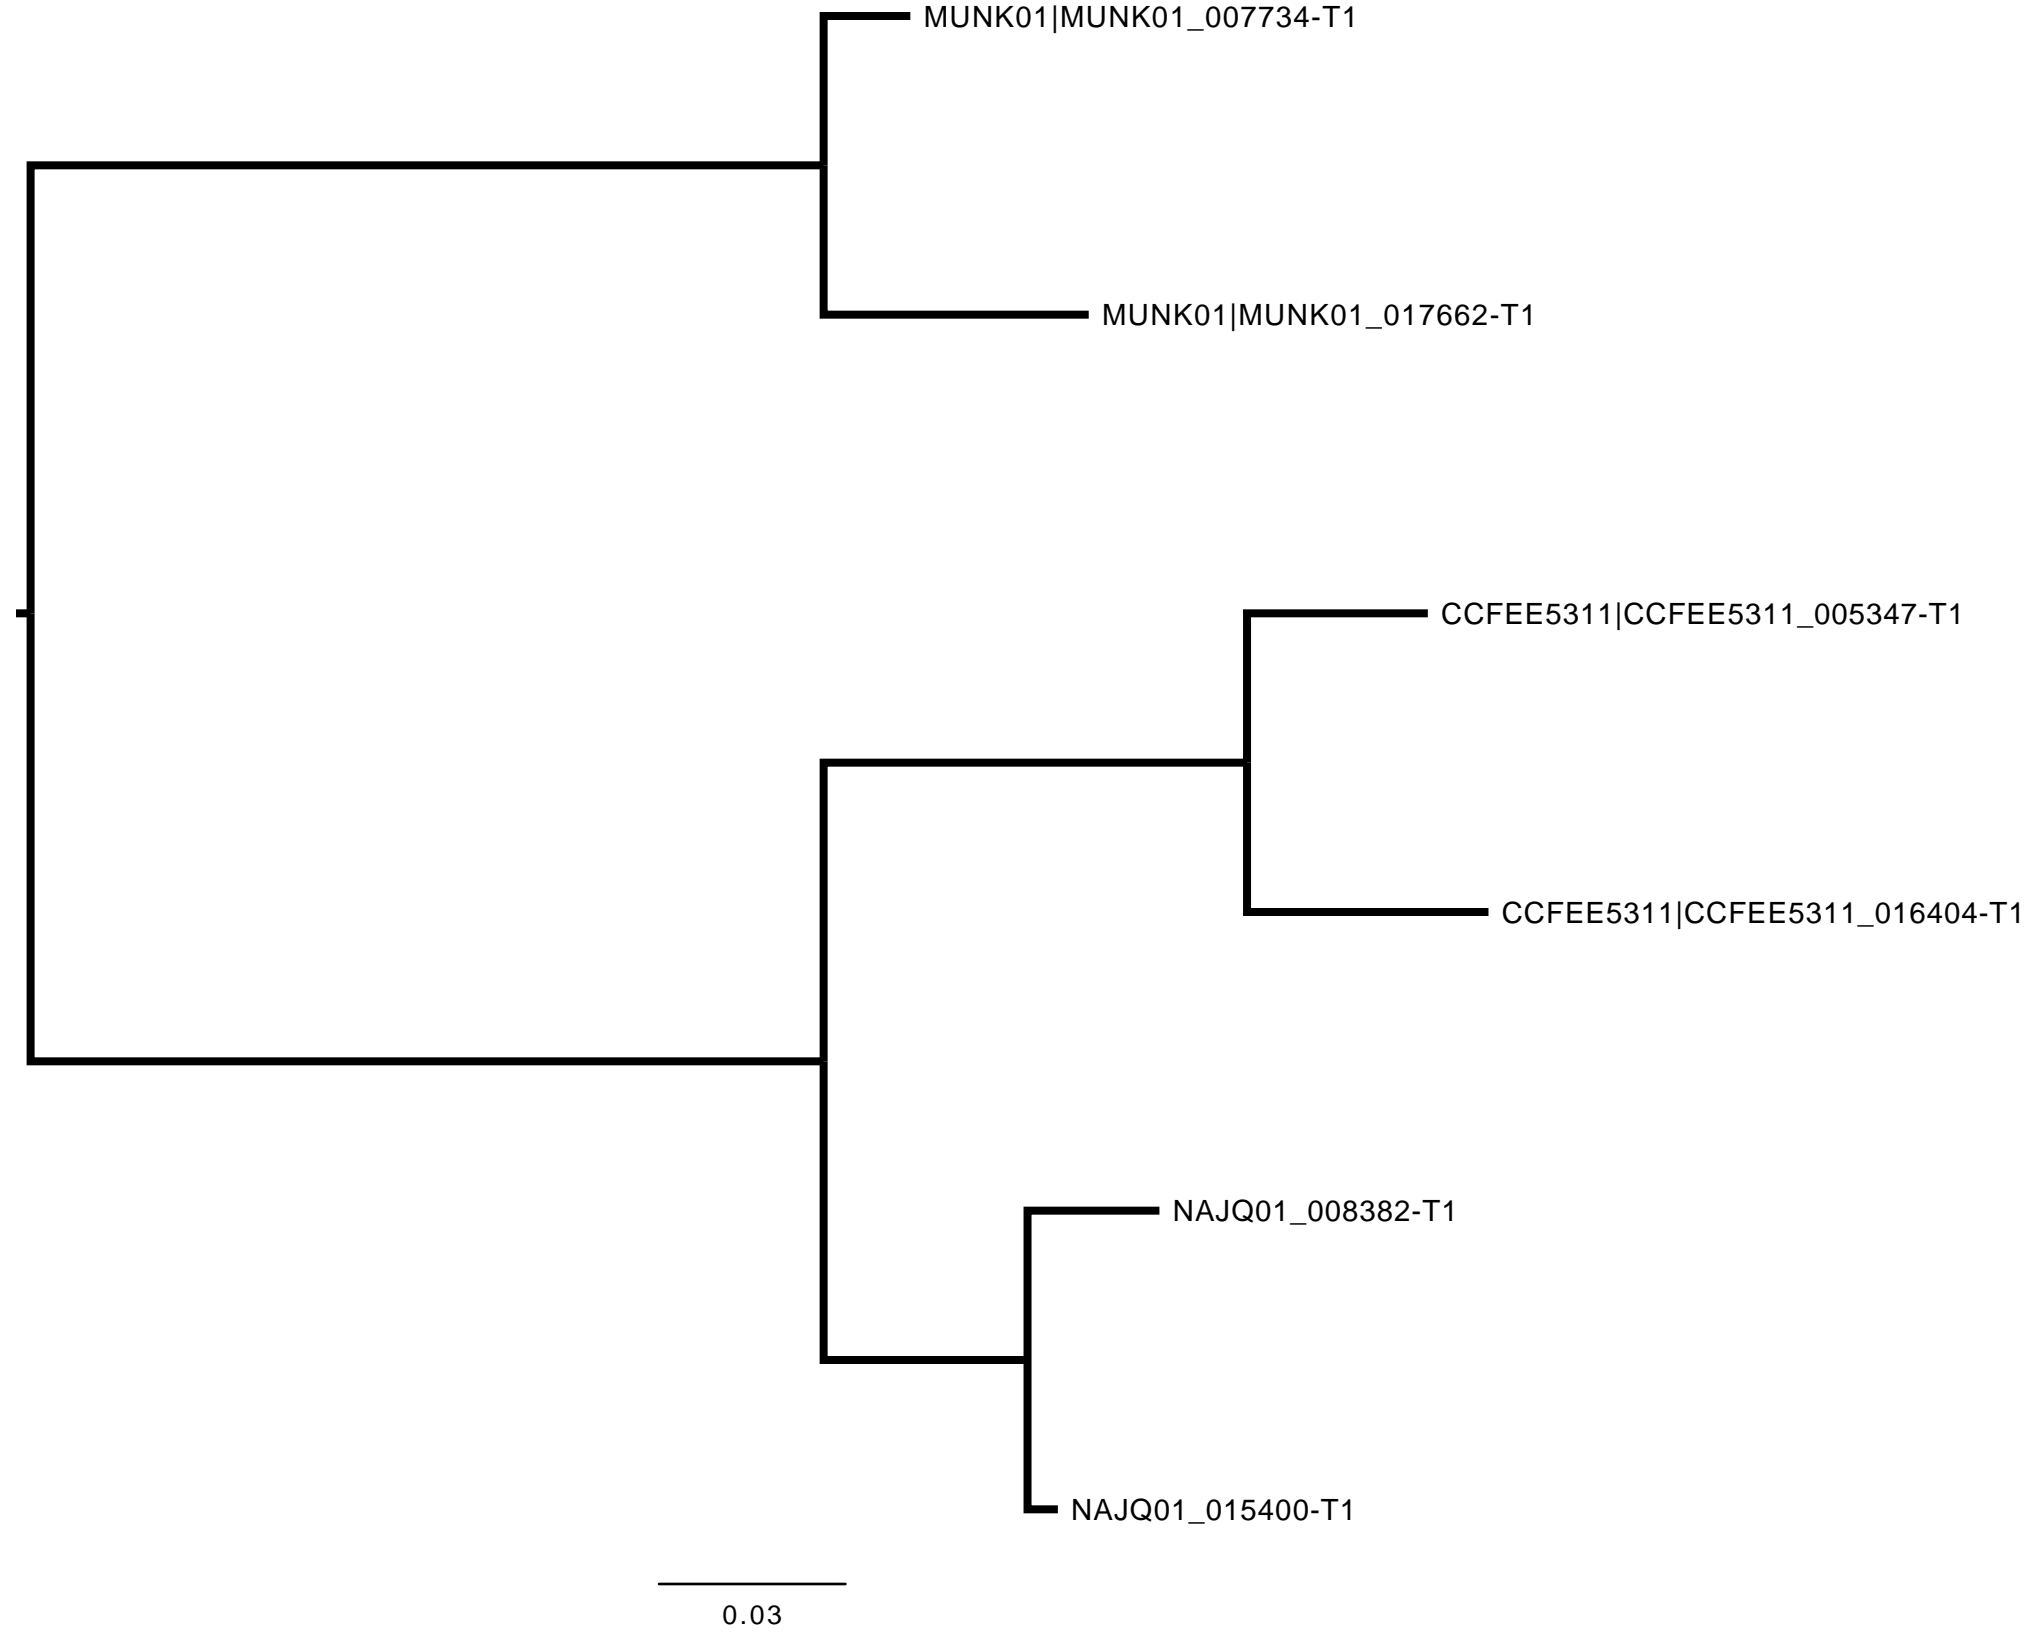 MUNK01|MUNK01_007734-T1
MUNK01|MUNK01_017662-T1
CCFEE5311|CCFEE5311_005347-T1
CCFEE5311|CCFEE5311_016404-T1
NAJQ01_008382-T1
NAJQ01_015400-T1
0.03